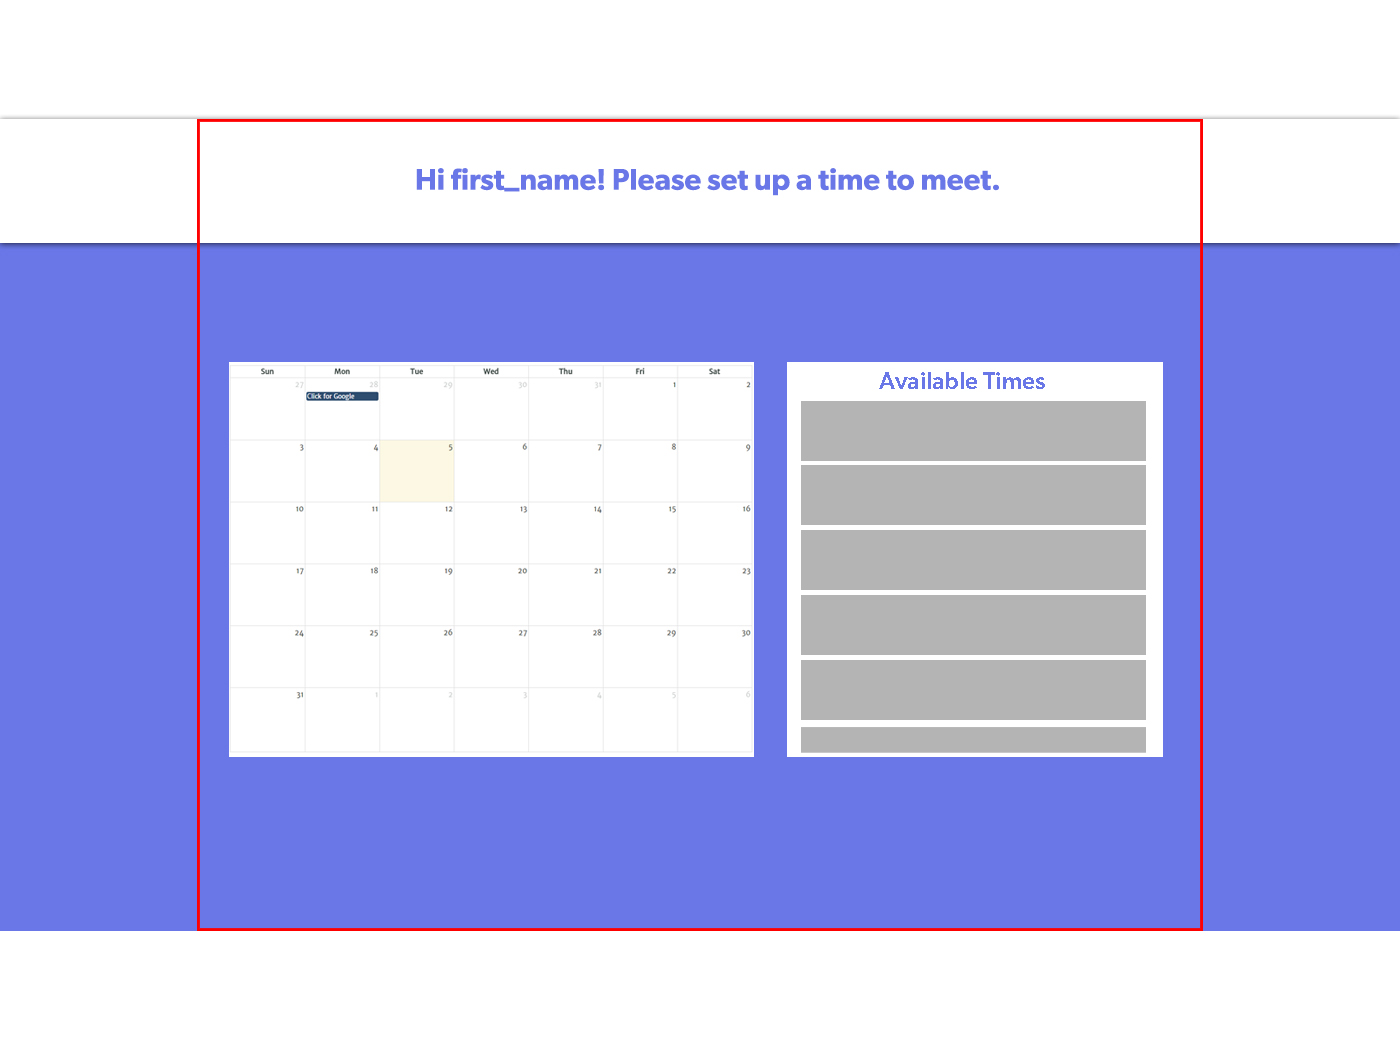 Hi first_name! Please set up a time to meet.
Sun Mon Tue Wed Thu Fri Sat
27 28 29 30 31 1 2
Click for Google
3 4 5 6 7 8 9
10 11 12 13 14 15 16
17 18 19 20 21 22 23
24 25 26 27 28 29 30
31 1 2 3 4 5 6
Available Times